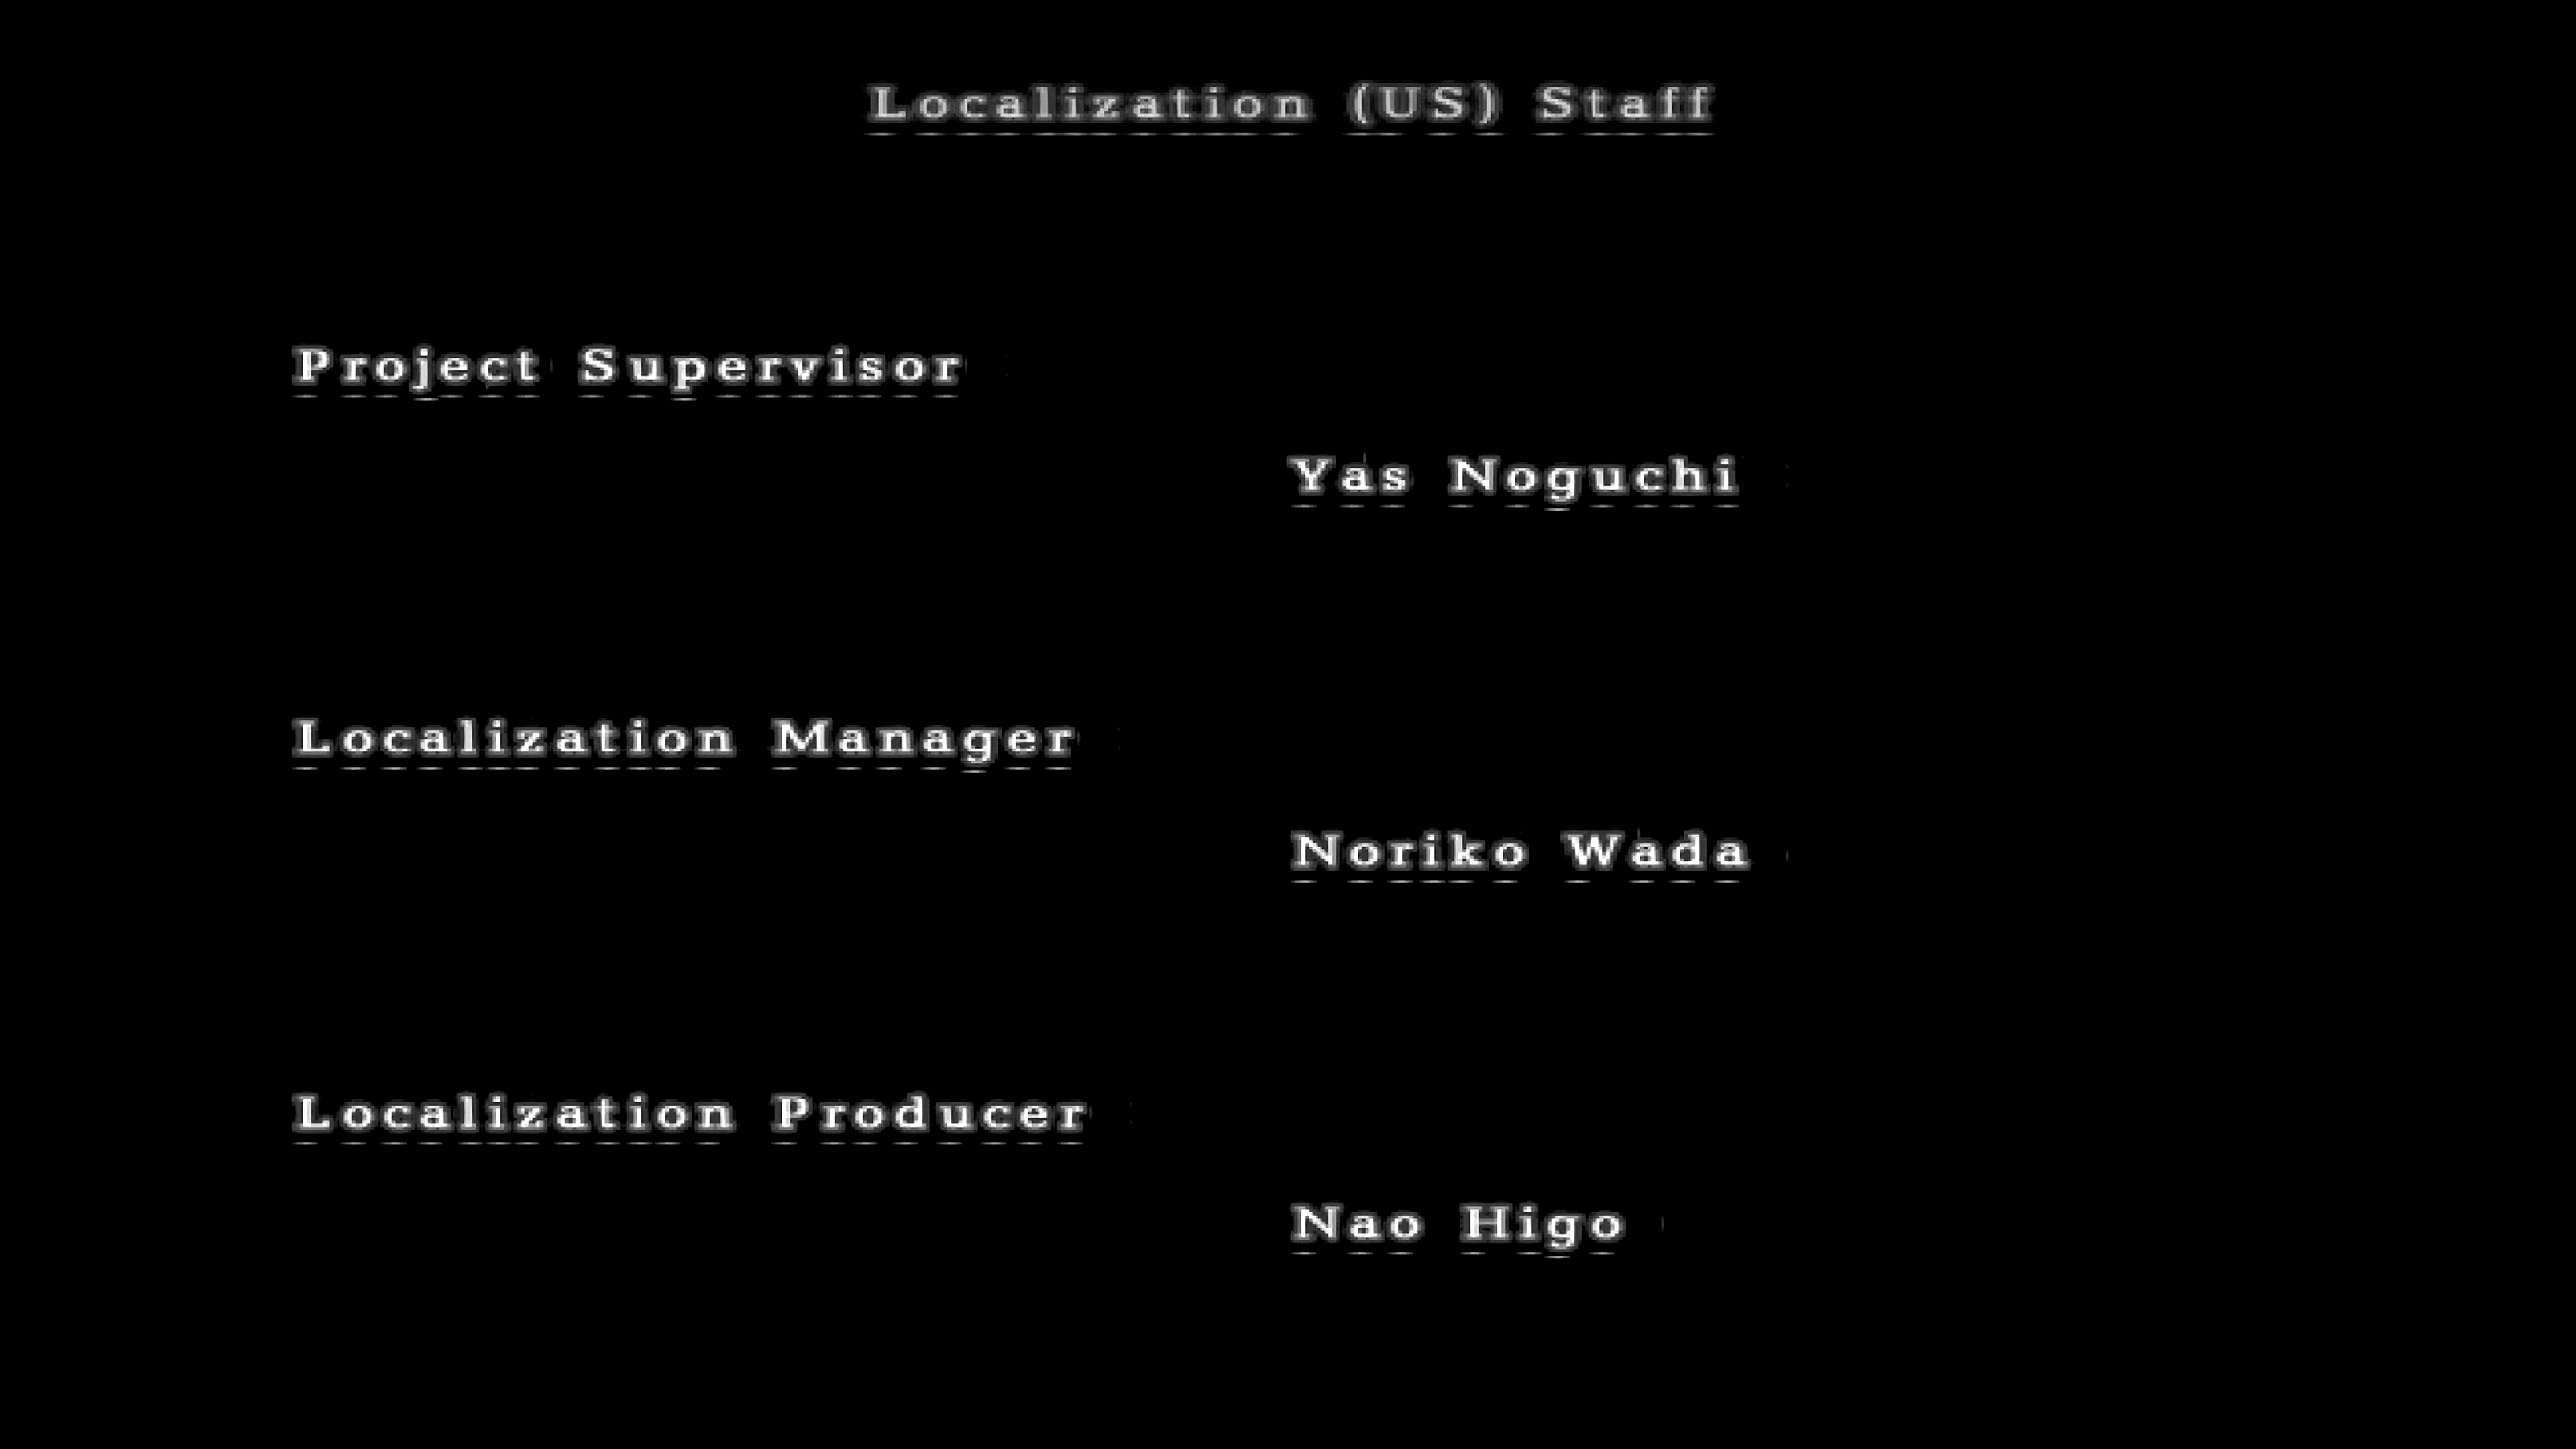 Localization (US) Staff
Project Supervisor
Yas Noguchi
Localization Manager
Noriko Wada
Localization Producer
Nao Higo